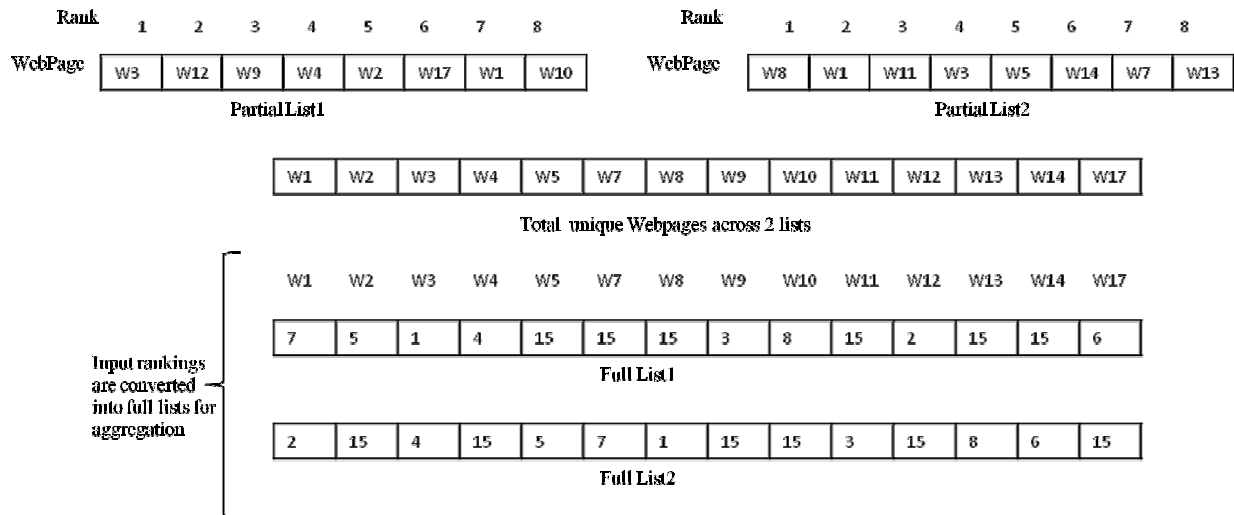 Rank 1 2 3 4 5 6 7 8
WebPage W3 W12 W9 W4 W2 W17 W1 W10
Partial List1
Rank 1 2 3 4 5 6 7 8
WebPage W8 W1 W11 W3 W5 W14 W7 W13
Partial List2
W1 W2 W3 W4 W5 W7 W8 W9 W10 W11 W12 W13 W14 W17
Total unique Webpages across 2 lists
W1 W2 W3 W4 W5 W7 W8 W9 W10 W11 W12 W13 W14 W17
7 5 1 4 15 15 15 3 8 15 2 15 15 6
Full List1
Input rankings
are converted
into full lists for
aggregation
2 15 4 15 5 7 1 15 15 3 15 8 6 15
Full List2